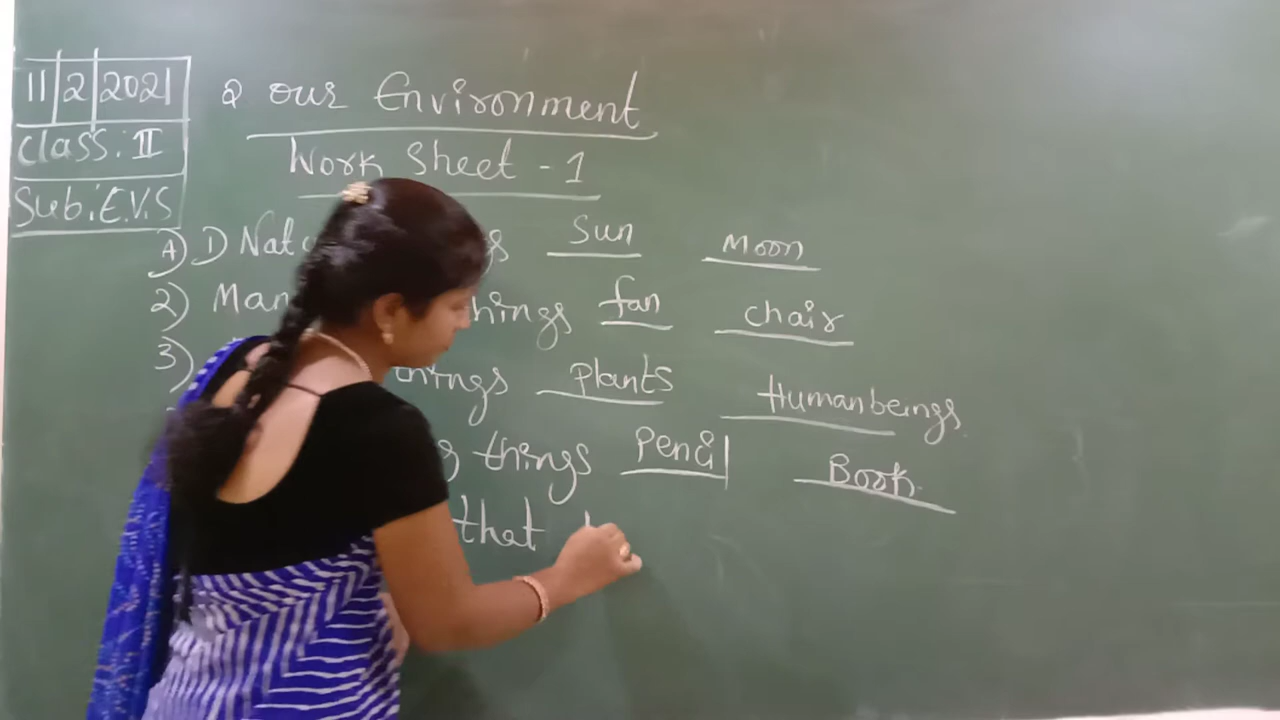 11 2 2021
Class: II
Sub: E.V.S
2 our Environment
Work Sheet - 1
A) 1) Sun Moon
2) Man things fan chair
3) things Plants Humanbeings
things Pencil Book
that